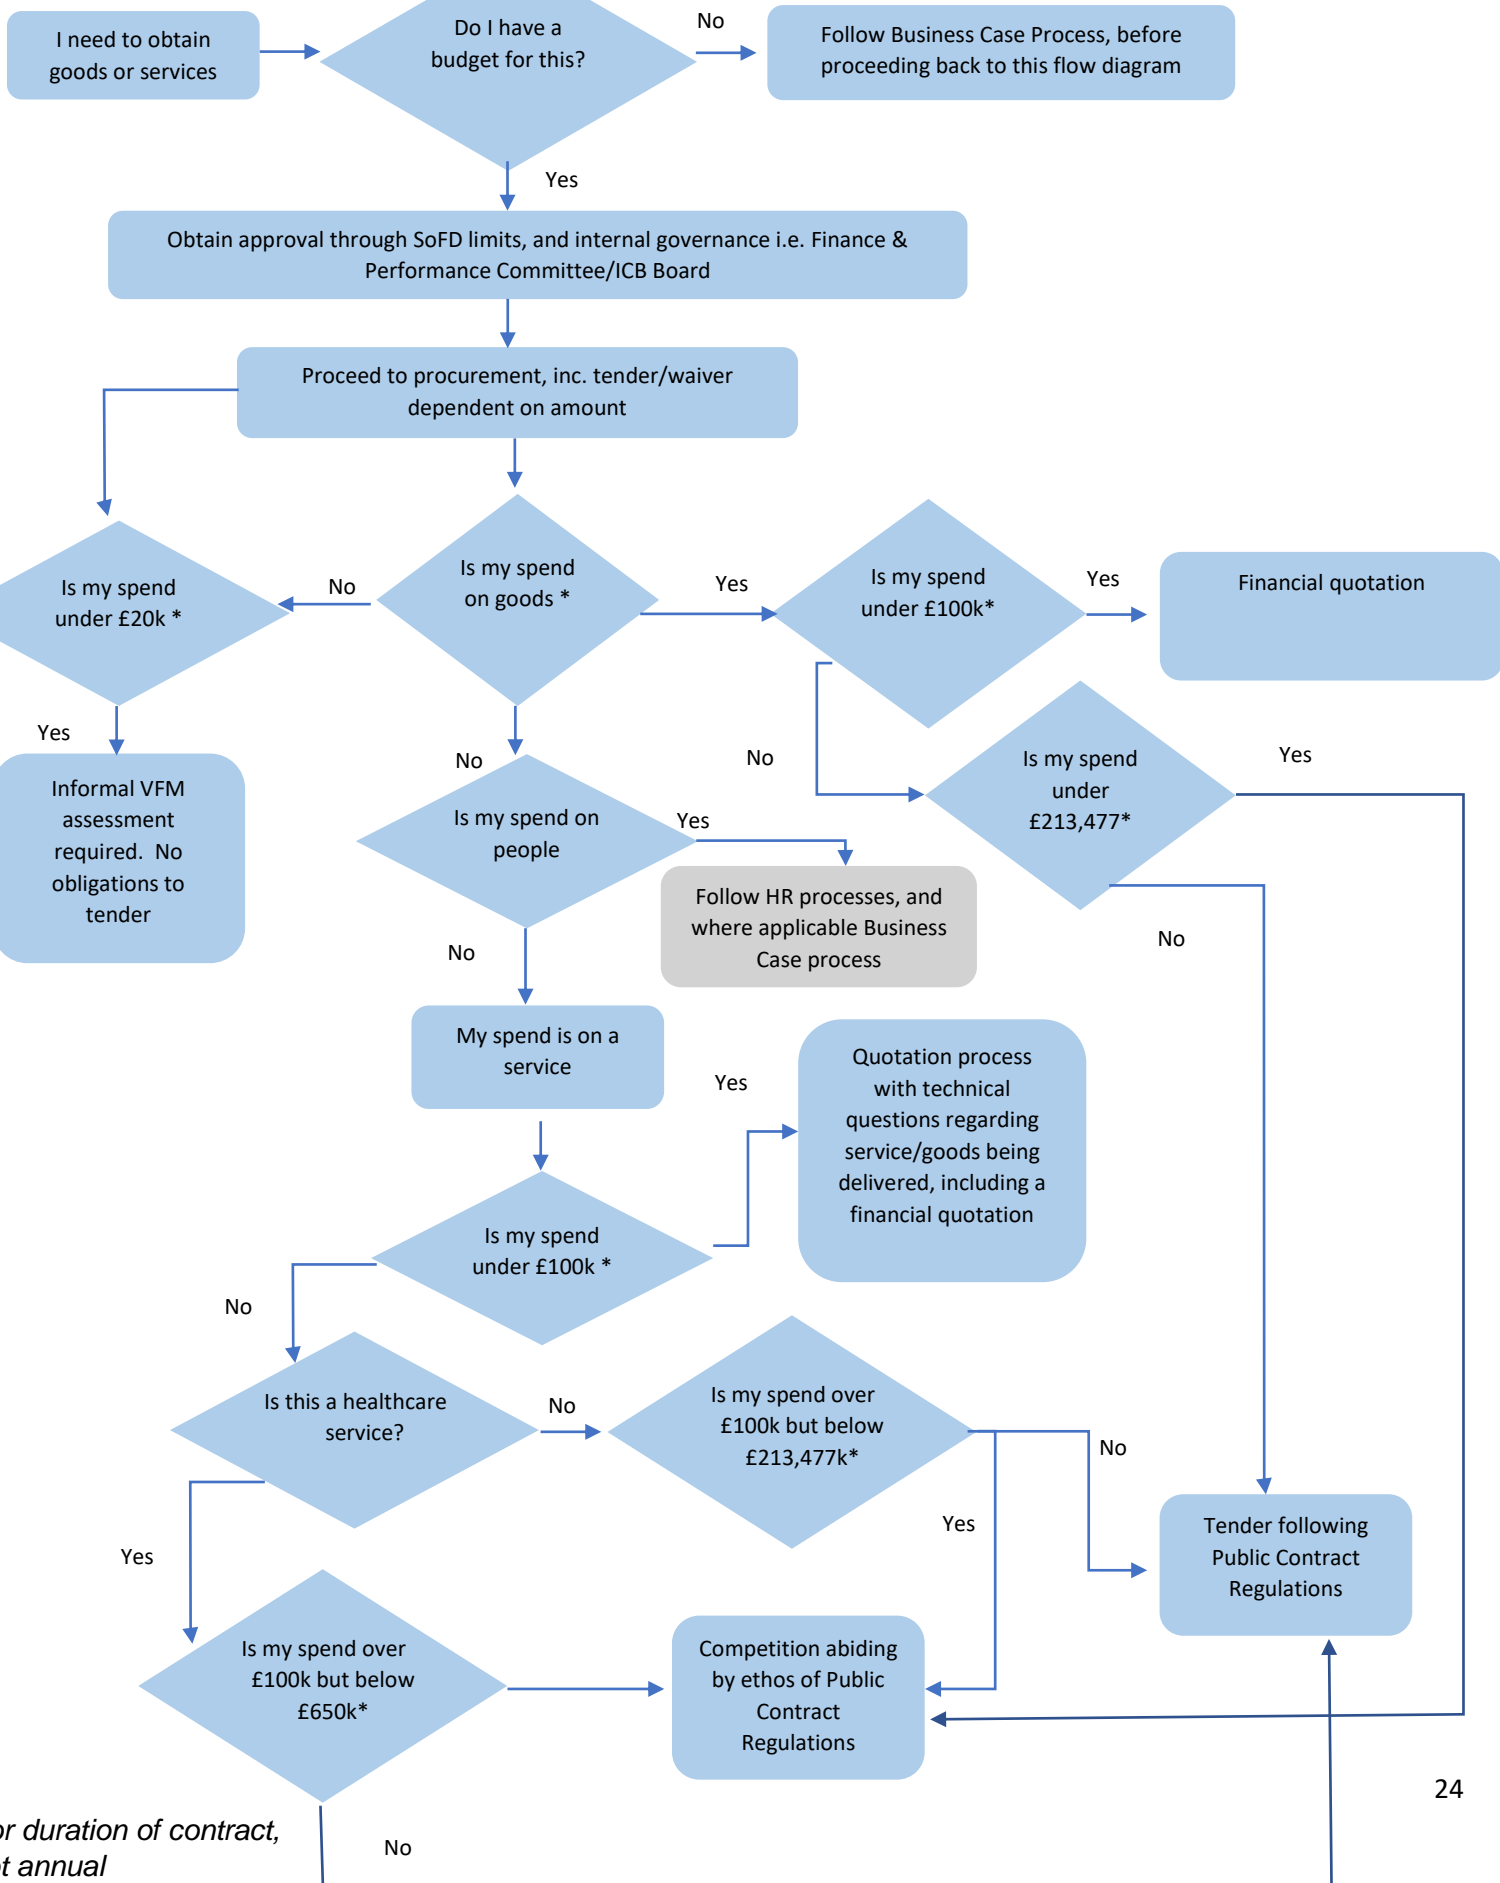 I need to obtain
goods or services
Do I have a
budget for this?
No
Follow Business Case Process, before
proceeding back to this flow diagram
Yes
Obtain approval through SoFD limits, and internal governance i.e. Finance &
Performance Committee/ICB Board
Proceed to procurement, inc. tender/waiver
dependent on amount
Is my spend
under £20k *
No
Is my spend
on goods *
Yes
Is my spend
under £100k*
Yes
Financial quotation
Yes
Informal VFM
assessment
required.  No
obligations to
tender
No
Is my spend on
people
Yes
Follow HR processes, and
where applicable Business
Case process
No
Is my spend
under
£213,477*
Yes
No
No
My spend is on a
service
Yes
Quotation process
with technical
questions regarding
service/goods being
delivered, including a
financial quotation
Is my spend
under £100k *
No
Is this a healthcare
service?
No
Is my spend over
£100k but below
£213,477k*
No
Yes
Tender following
Public Contract
Regulations
Yes
Is my spend over
£100k but below
£650k*
Competition abiding
by ethos of Public
Contract
Regulations
24
duration of contract,
annual
No